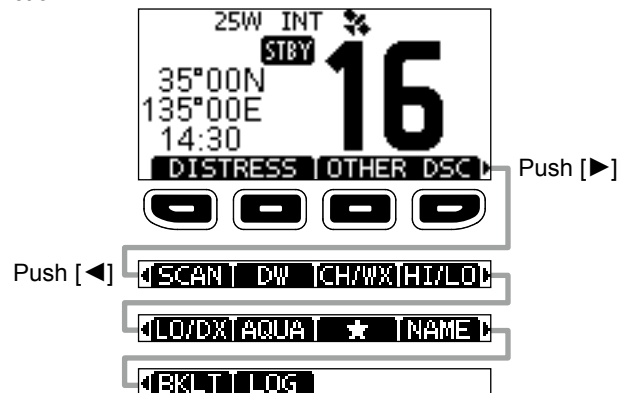 25W INT
STBY
16
35°00N
135°00E
14:30
DISTRESS OTHER DSC
Push [▶]
Push [◀]
SCAN DW CH/WX HI/LO
LO/DX AQUA ★ NAME
BKLT LOG